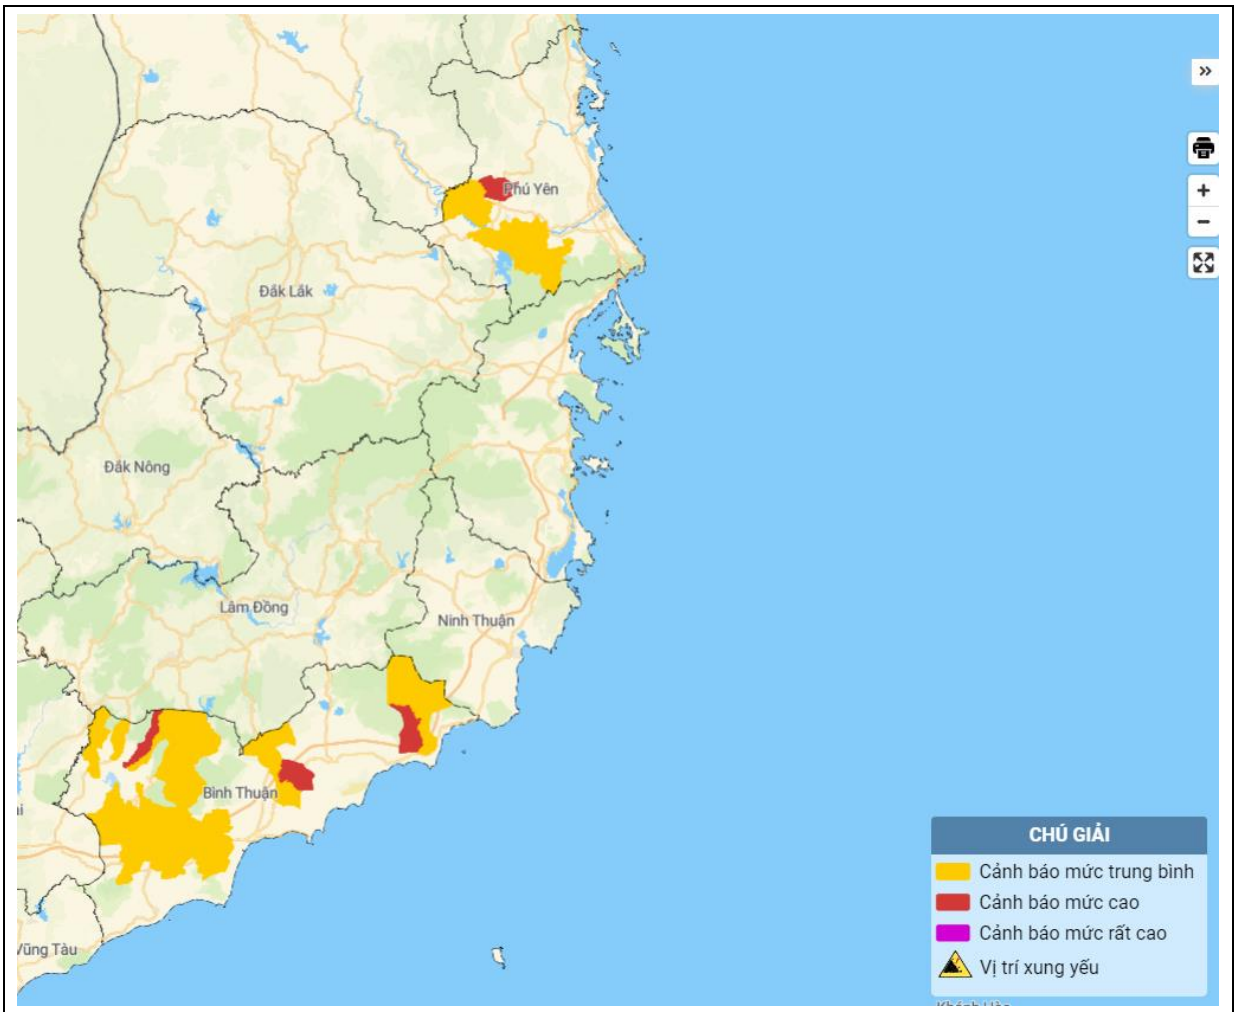 »
Phú Yên
+
−
Đắk Lắk
Đắk Nông
Lâm Đồng
Ninh Thuận
Bình Thuận
CHÚ GIẢI
Cảnh báo mức trung bình
Cảnh báo mức cao
Cảnh báo mức rất cao
Vị trí xung yếu
Vũng Tàu